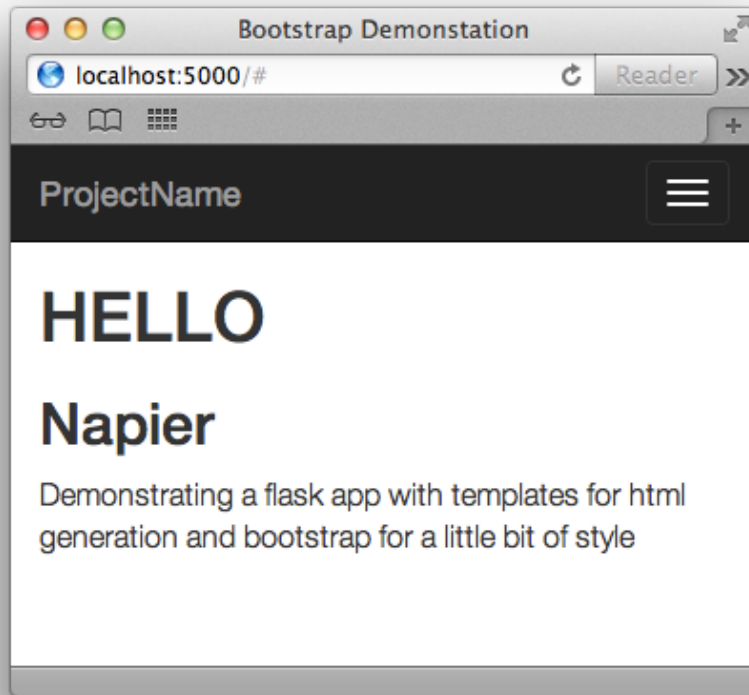 Bootstrap Demonstation
localhost:5000/#
Reader
ProjectName
HELLO
Napier
Demonstrating a flask app with templates for html
generation and bootstrap for a little bit of style